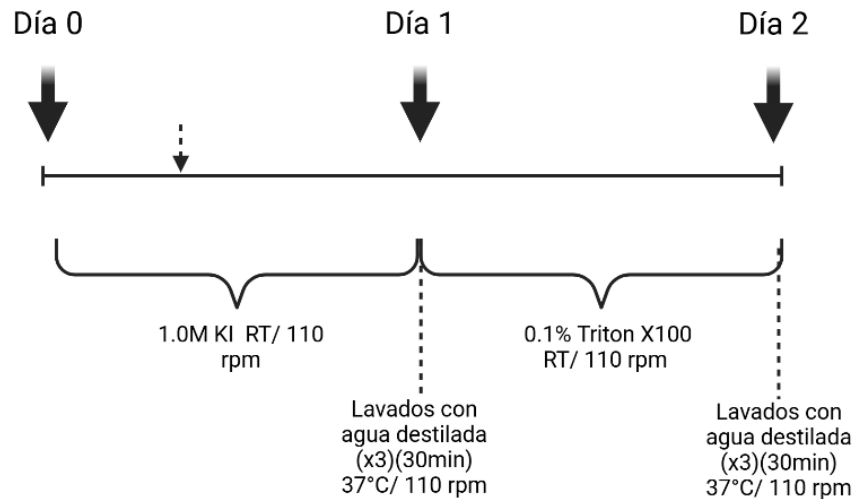 Día 0
Día 1
Día 2
1.0M KI RT/ 110
rpm
0.1% Triton X100
RT/ 110 rpm
Lavados con
agua destilada
(x3)(30min)
37°C/ 110 rpm
Lavados con
agua destilada
(x3)(30min)
37°C/ 110 rpm